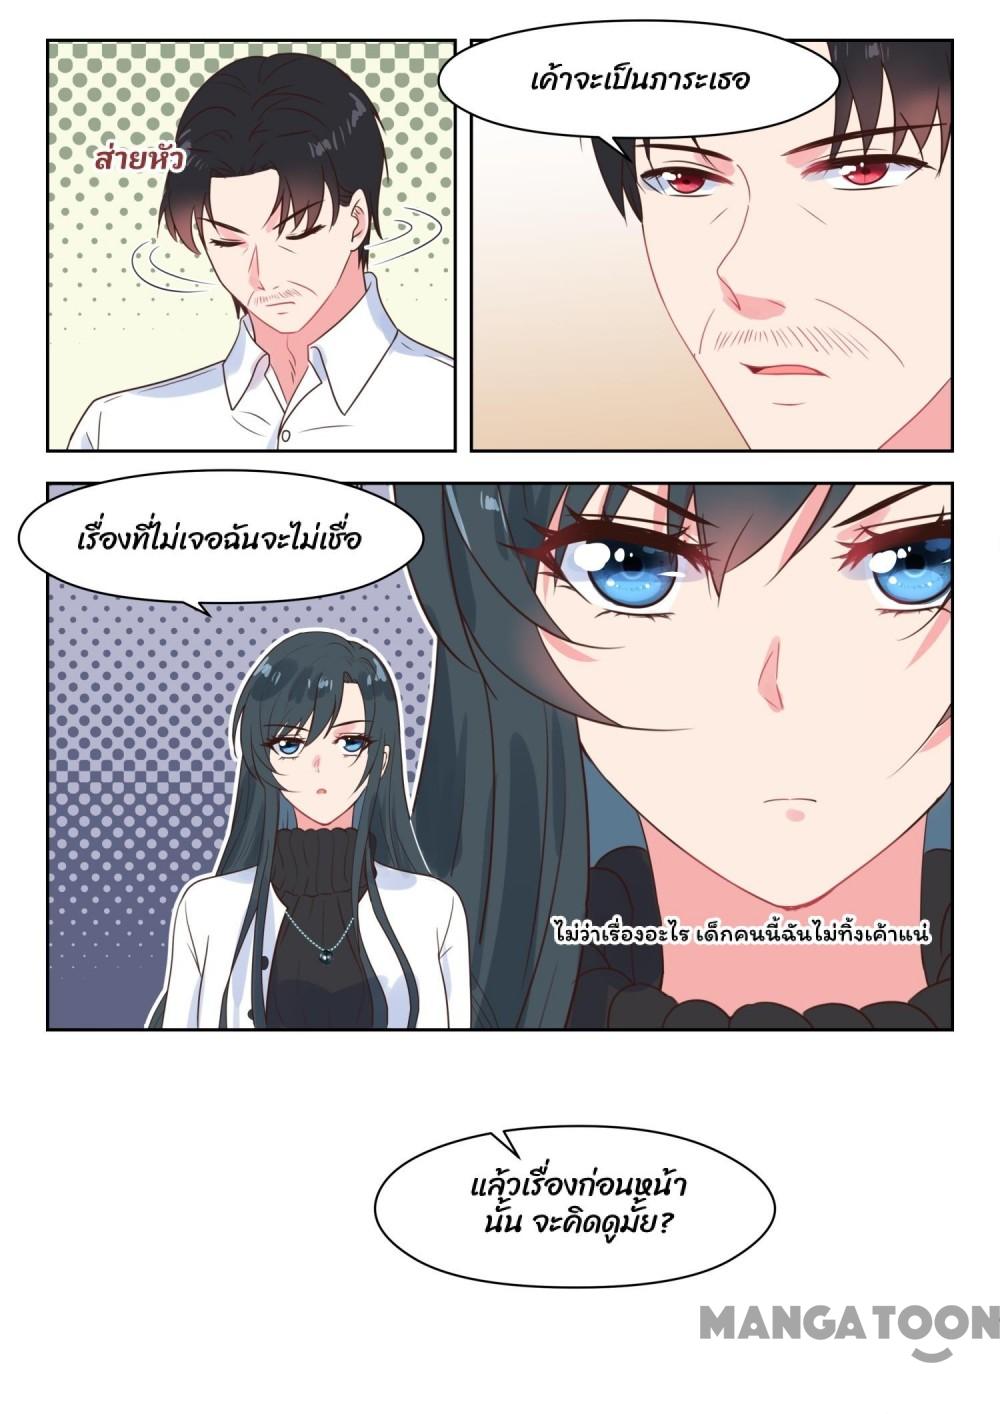 ส่ายหัว
เค้าจะเป็นภาระเธอ
เรื่องที่ไม่เจอฉันจะไม่เชื่อ
ไม่ว่าเรื่องอะไร เด็กคนนี้ฉันไม่ทิ้งเค้าแน่
แล้วเรื่องก่อนหน้า
นั้น จะคิดดูมั้ย?
MANGATOON